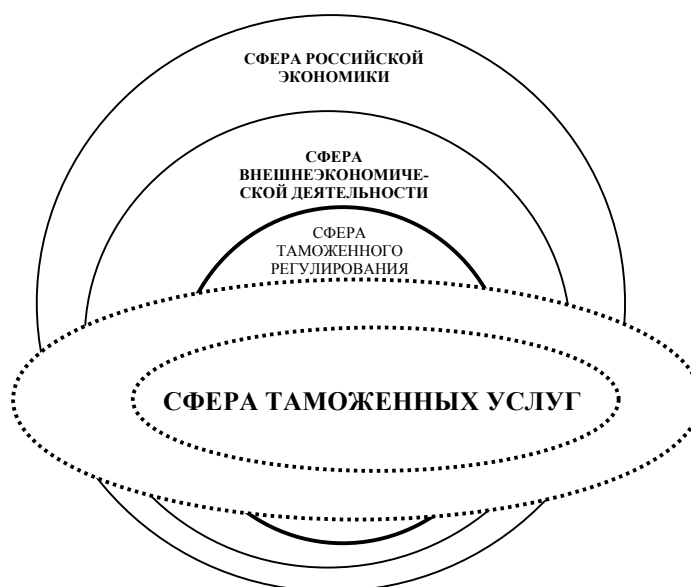 СФЕРА РОССИЙСКОЙ
ЭКОНОМИКИ
СФЕРА
ВНЕШНЕЭКОНОМИЧЕ-
СКОЙ ДЕЯТЕЛЬНОСТИ
СФЕРА
ТАМОЖЕННОГО
РЕГУЛИРОВАНИЯ
СФЕРА ТАМОЖЕННЫХ УСЛУГ